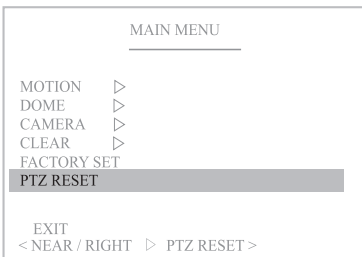 MAIN MENU
MOTION ▷
DOME ▷
CAMERA ▷
CLEAR ▷
FACTORY SET
PTZ RESET
EXIT
< NEAR / RIGHT ▷ PTZ RESET >